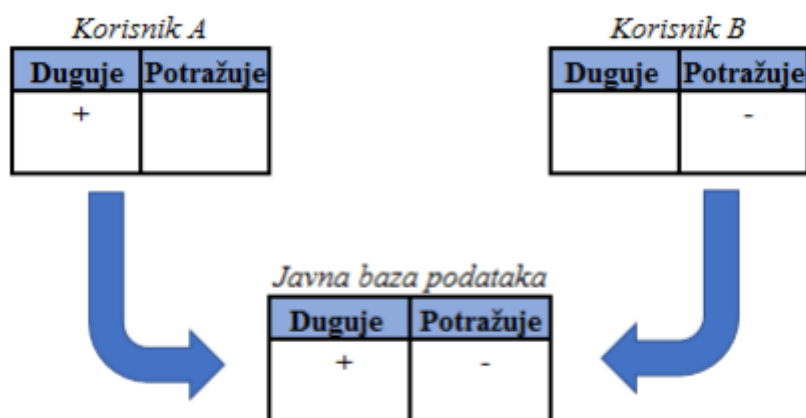 Korisnik A
Duguje Potražuje
+
Korisnik B
Duguje Potražuje
-
Javna baza podataka
Duguje Potražuje
+ -